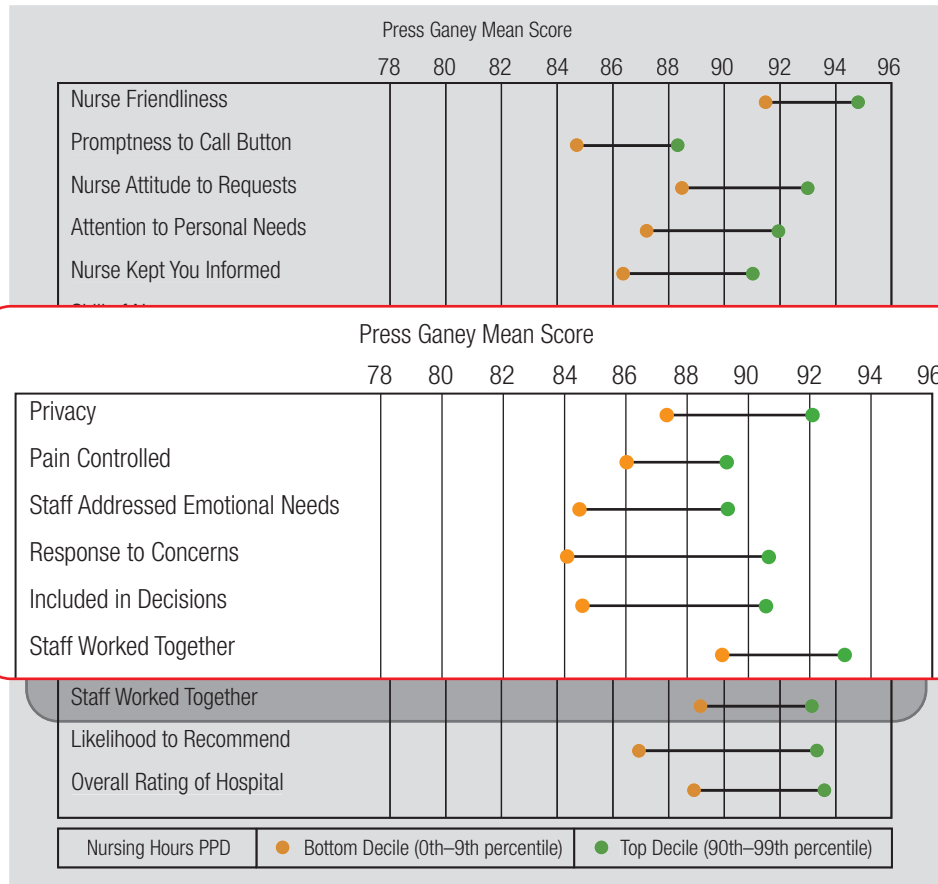 Press Ganey Mean Score
78 80 82 84 86 88 90 92 94 96
Nurse Friendliness
Promptness to Call Button
Nurse Attitude to Requests
Attention to Personal Needs
Nurse Kept You Informed
Press Ganey Mean Score
78 80 82 84 86 88 90 92 94 96
Privacy
Pain Controlled
Staff Addressed Emotional Needs
Response to Concerns
Included in Decisions
Staff Worked Together
Staff Worked Together
Likelihood to Recommend
Overall Rating of Hospital
Nursing Hours PPD Bottom Decile (0th–9th percentile) Top Decile (90th–99th percentile)